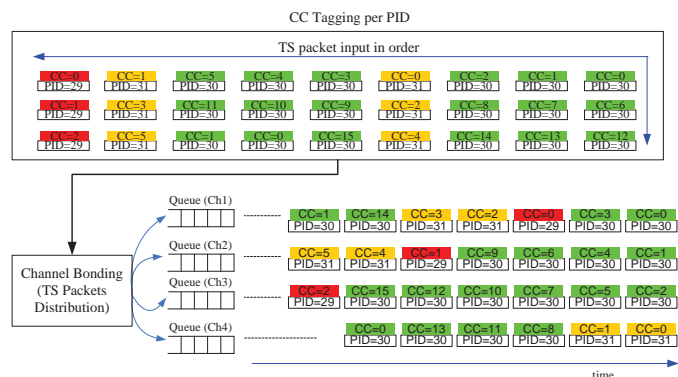 CC Tagging per PID
TS packet input in order
CC=0 CC=1 CC=5 CC=4 CC=3 CC=0 CC=2 CC=1 CC=0
PID=29 PID=31 PID=30 PID=30 PID=30 PID=31 PID=30 PID=30 PID=30
CC=1 CC=3 CC=11 CC=10 CC=9 CC=2 CC=8 CC=7 CC=6
PID=29 PID=31 PID=30 PID=30 PID=30 PID=31 PID=30 PID=30 PID=30
CC=2 CC=5 CC=1 CC=0 CC=15 CC=4 CC=14 CC=13 CC=12
PID=29 PID=31 PID=30 PID=30 PID=30 PID=31 PID=30 PID=30 PID=30
Channel Bonding
(TS Packets
Distribution)
Queue (Ch1)
CC=1 CC=14 CC=3 CC=2 CC=0 CC=3 CC=0
PID=30 PID=30 PID=31 PID=31 PID=29 PID=30 PID=30
Queue (Ch2)
CC=5 CC=4 CC=1 CC=9 CC=6 CC=4 CC=1
PID=31 PID=31 PID=29 PID=30 PID=30 PID=30 PID=30
Queue (Ch3)
CC=2 CC=15 CC=12 CC=10 CC=7 CC=5 CC=2
PID=29 PID=30 PID=30 PID=30 PID=30 PID=30 PID=30
Queue (Ch4)
CC=0 CC=13 CC=11 CC=8 CC=1 CC=0
PID=30 PID=30 PID=30 PID=30 PID=31 PID=31
time